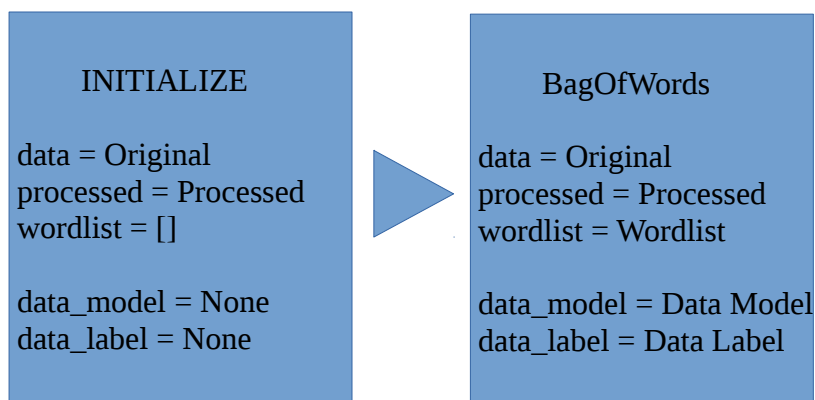 INITIALIZE
data = Original
processed = Processed
wordlist = []
data_model = None
data_label = None
BagOfWords
data = Original
processed = Processed
wordlist = Wordlist
data_model = Data Model
data_label = Data Label